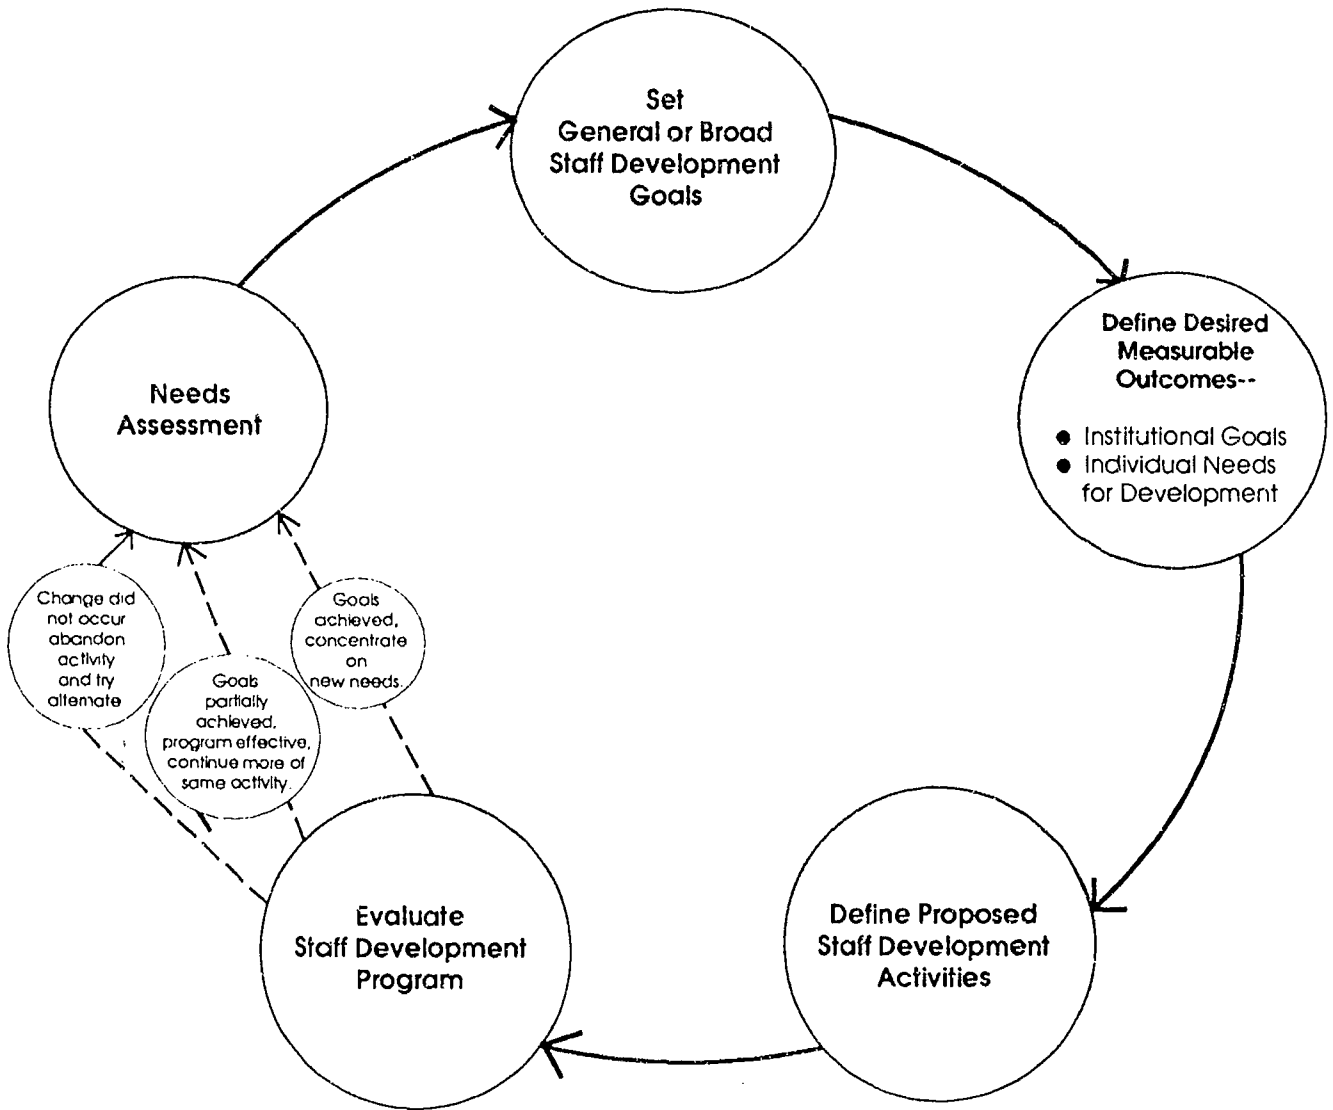 Set
General or Broad
Staff Development
Goals
Define Desired
Measurable
Outcomes--
● Institutional Goals
● Individual Needs
for Development
Needs
Assessment
Change did
not occur
abandon
activity
and try
alternate
Goals
partially
achieved,
program effective,
continue more of
same activity.
Goals
achieved,
concentrate
on
new needs.
Evaluate
Staff Development
Program
Define Proposed
Staff Development
Activities